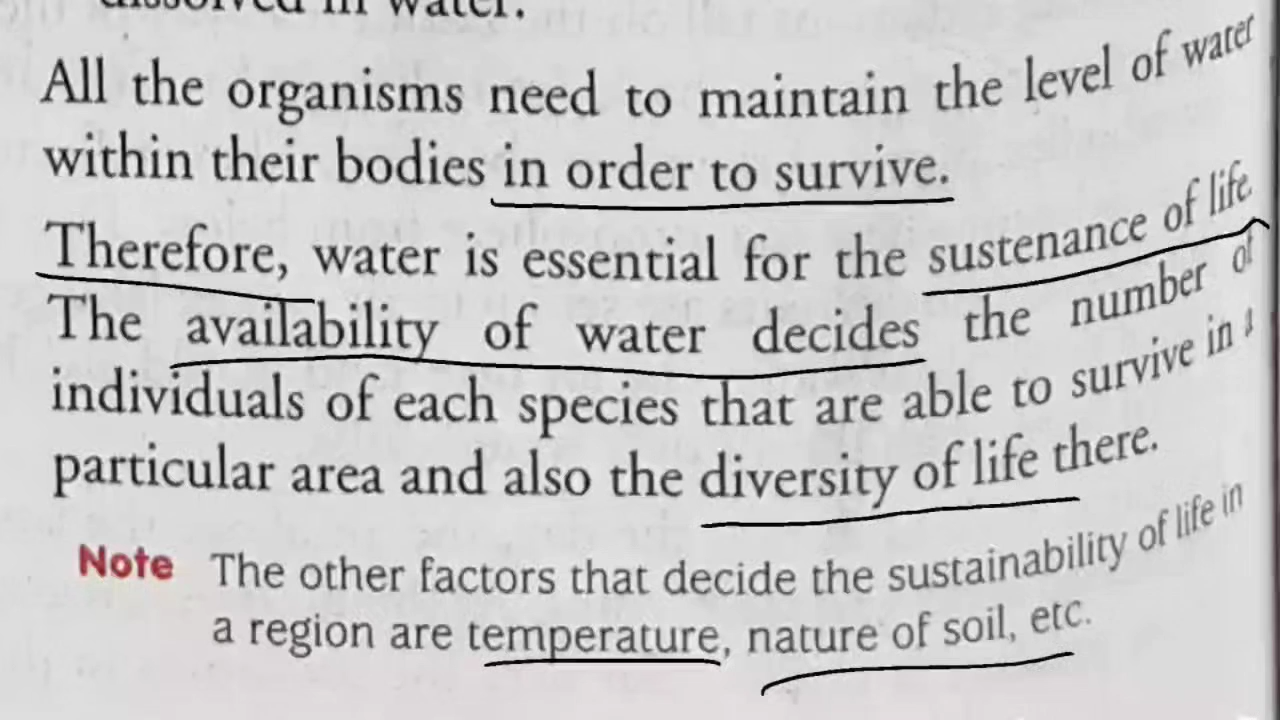 dissolved in water.
All the organisms need to maintain the level of water
within their bodies in order to survive.
Therefore, water is essential for the sustenance of life
The availability of water decides the number of
individuals of each species that are able to survive in a
particular area and also the diversity of life there.
Note The other factors that decide the sustainability of life in
a region are temperature, nature of soil, etc.